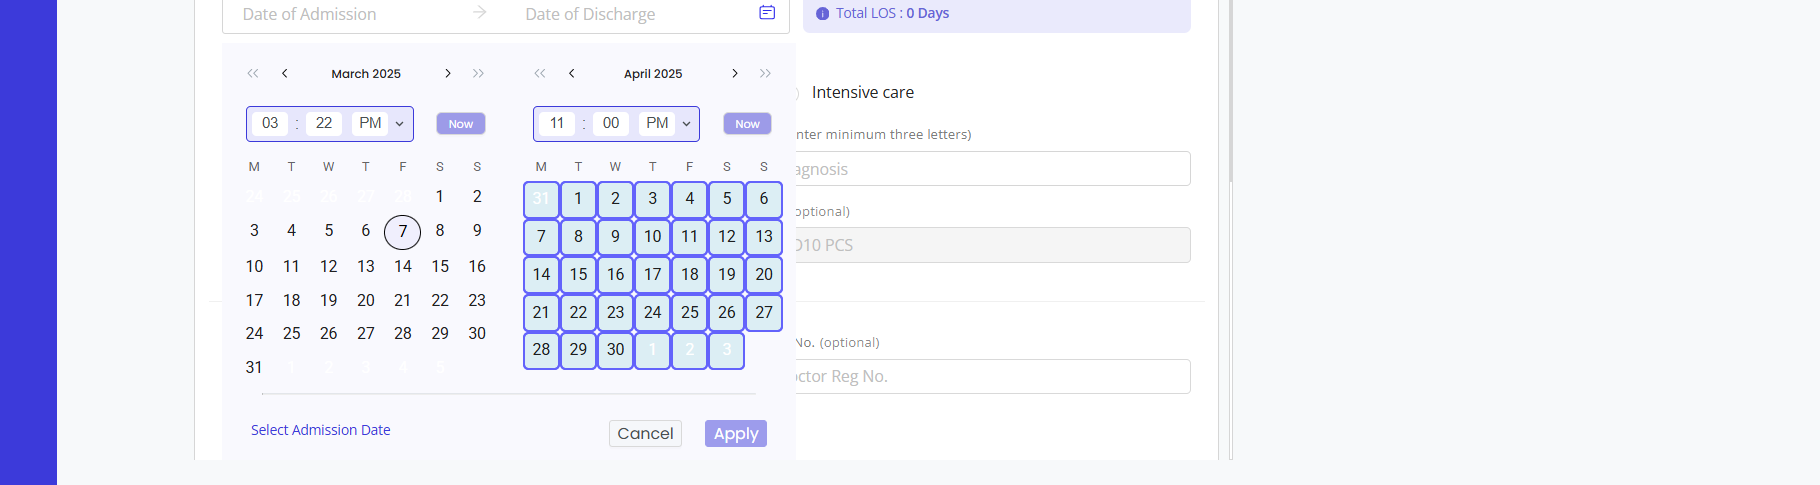 Date of Admission → Date of Discharge
Total LOS : 0 Days
« ‹ March 2025 › »
« ‹ April 2025 › »
Intensive care
03 : 22 PM Now
11 : 00 PM Now
nter minimum three letters)
M T W T F S S
M T W T F S S
agnosis
24 25 26 27 28 1 2
31 1 2 3 4 5 6
optional)
3 4 5 6 7 8 9
7 8 9 10 11 12 13
D10 PCS
10 11 12 13 14 15 16
14 15 16 17 18 19 20
17 18 19 20 21 22 23
21 22 23 24 25 26 27
24 25 26 27 28 29 30
No. (optional)
28 29 30 1 2 3
31 1 2 3 4 5
ctor Reg No.
Select Admission Date
Cancel Apply